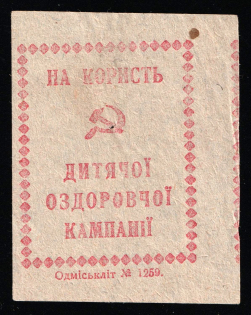 НА КОРИСТЬ
ДИТЯЧОЇ
ОЗДОРОВЧОЇ
КАМПАНІЇ
Одміськліт № 1259.